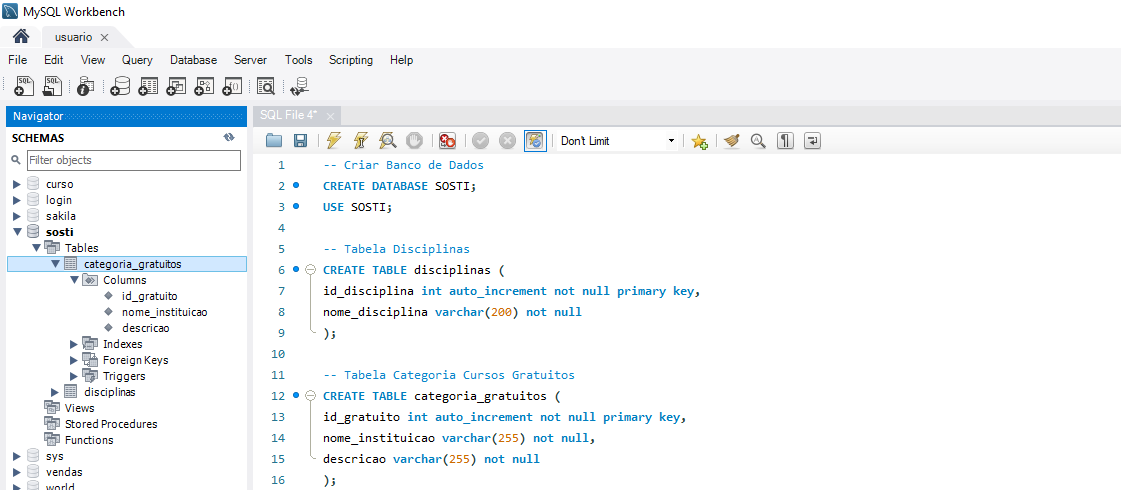 MySQL Workbench
usuario
File Edit View Query Database Server Tools Scripting Help
Navigator
SCHEMAS
Filter objects
curso
login
sakila
sosti
Tables
categoria_gratuitos
Columns
id_gratuito
nome_instituicao
descricao
Indexes
Foreign Keys
Triggers
disciplinas
Views
Stored Procedures
Functions
sys
vendas
world
SQL File 4*
Don't Limit
1 -- Criar Banco de Dados
2 CREATE DATABASE SOSTI;
3 USE SOSTI;
4
5 -- Tabela Disciplinas
6 CREATE TABLE disciplinas (
7 id_disciplina int auto_increment not null primary key,
8 nome_disciplina varchar(200) not null
9 );
10
11 -- Tabela Categoria Cursos Gratuitos
12 CREATE TABLE categoria_gratuitos (
13 id_gratuito int auto_increment not null primary key,
14 nome_instituicao varchar(255) not null,
15 descricao varchar(255) not null
16 );